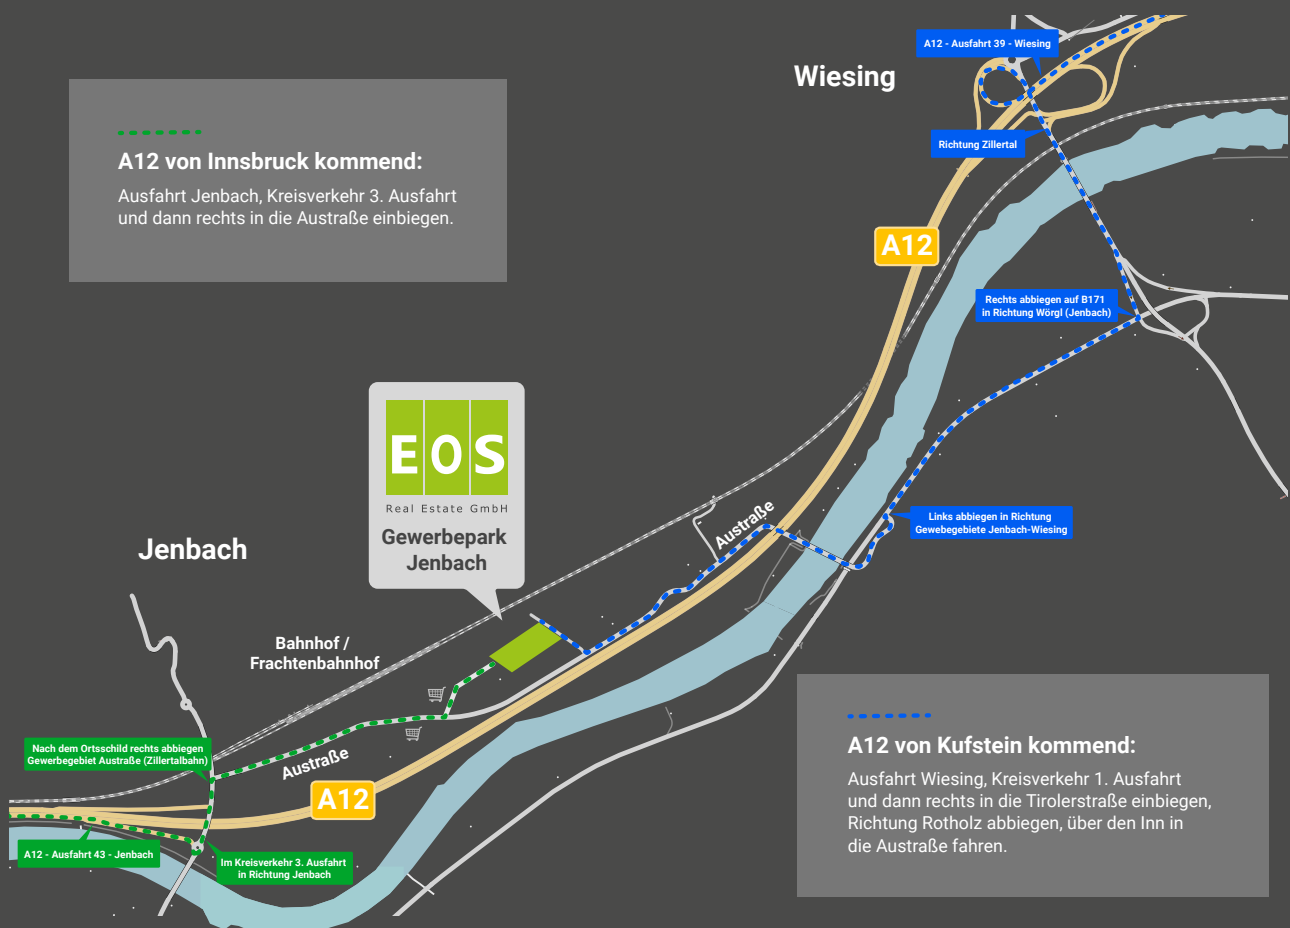 A12 - Ausfahrt 39 - Wiesing
Wiesing
A12 von Innsbruck kommend:
Ausfahrt Jenbach, Kreisverkehr 3. Ausfahrt
und dann rechts in die Austraße einbiegen.
Richtung Zillertal
A12
Rechts abbiegen auf B171
in Richtung Wörgl (Jenbach)
EOS
Real Estate GmbH
Gewerbepark
Jenbach
Austraße
Links abbiegen in Richtung
Gewebegebiete Jenbach-Wiesing
Jenbach
Bahnhof /
Frachtenbahnhof
Nach dem Ortsschild rechts abbiegen
Gewerbegebiet Austraße (Zillertalbahn)
Austraße
A12
A12 - Ausfahrt 43 - Jenbach
Im Kreisverkehr 3. Ausfahrt
in Richtung Jenbach
A12 von Kufstein kommend:
Ausfahrt Wiesing, Kreisverkehr 1. Ausfahrt
und dann rechts in die Tirolerstraße einbiegen,
Richtung Rotholz abbiegen, über den Inn in
die Austraße fahren.